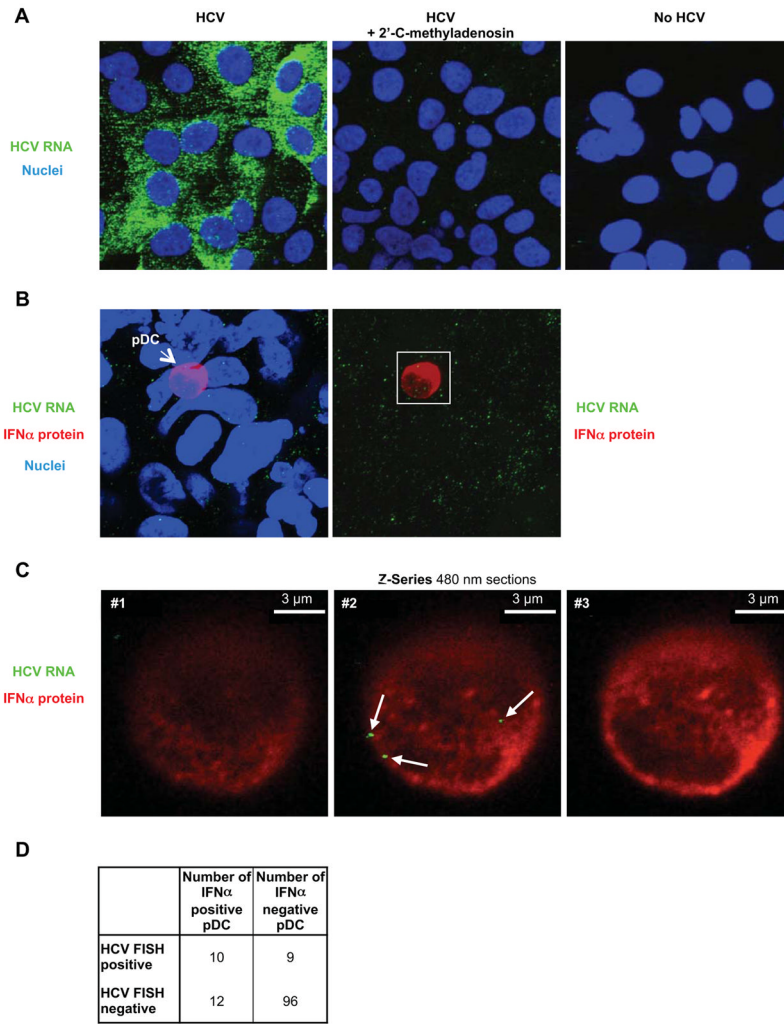 A
HCV
HCV
+ 2'-C-methyladenosin
No HCV
HCV RNA
Nuclei
B
pDC
HCV RNA
IFNα protein
Nuclei
HCV RNA
IFNα protein
C
Z-Series 480 nm sections
#1
3 μm
#2
3 μm
#3
3 μm
HCV RNA
IFNα protein
D
Number of
IFNα
positive
pDC
Number of
IFNα
negative
pDC
HCV FISH
positive
10
9
HCV FISH
negative
12
96